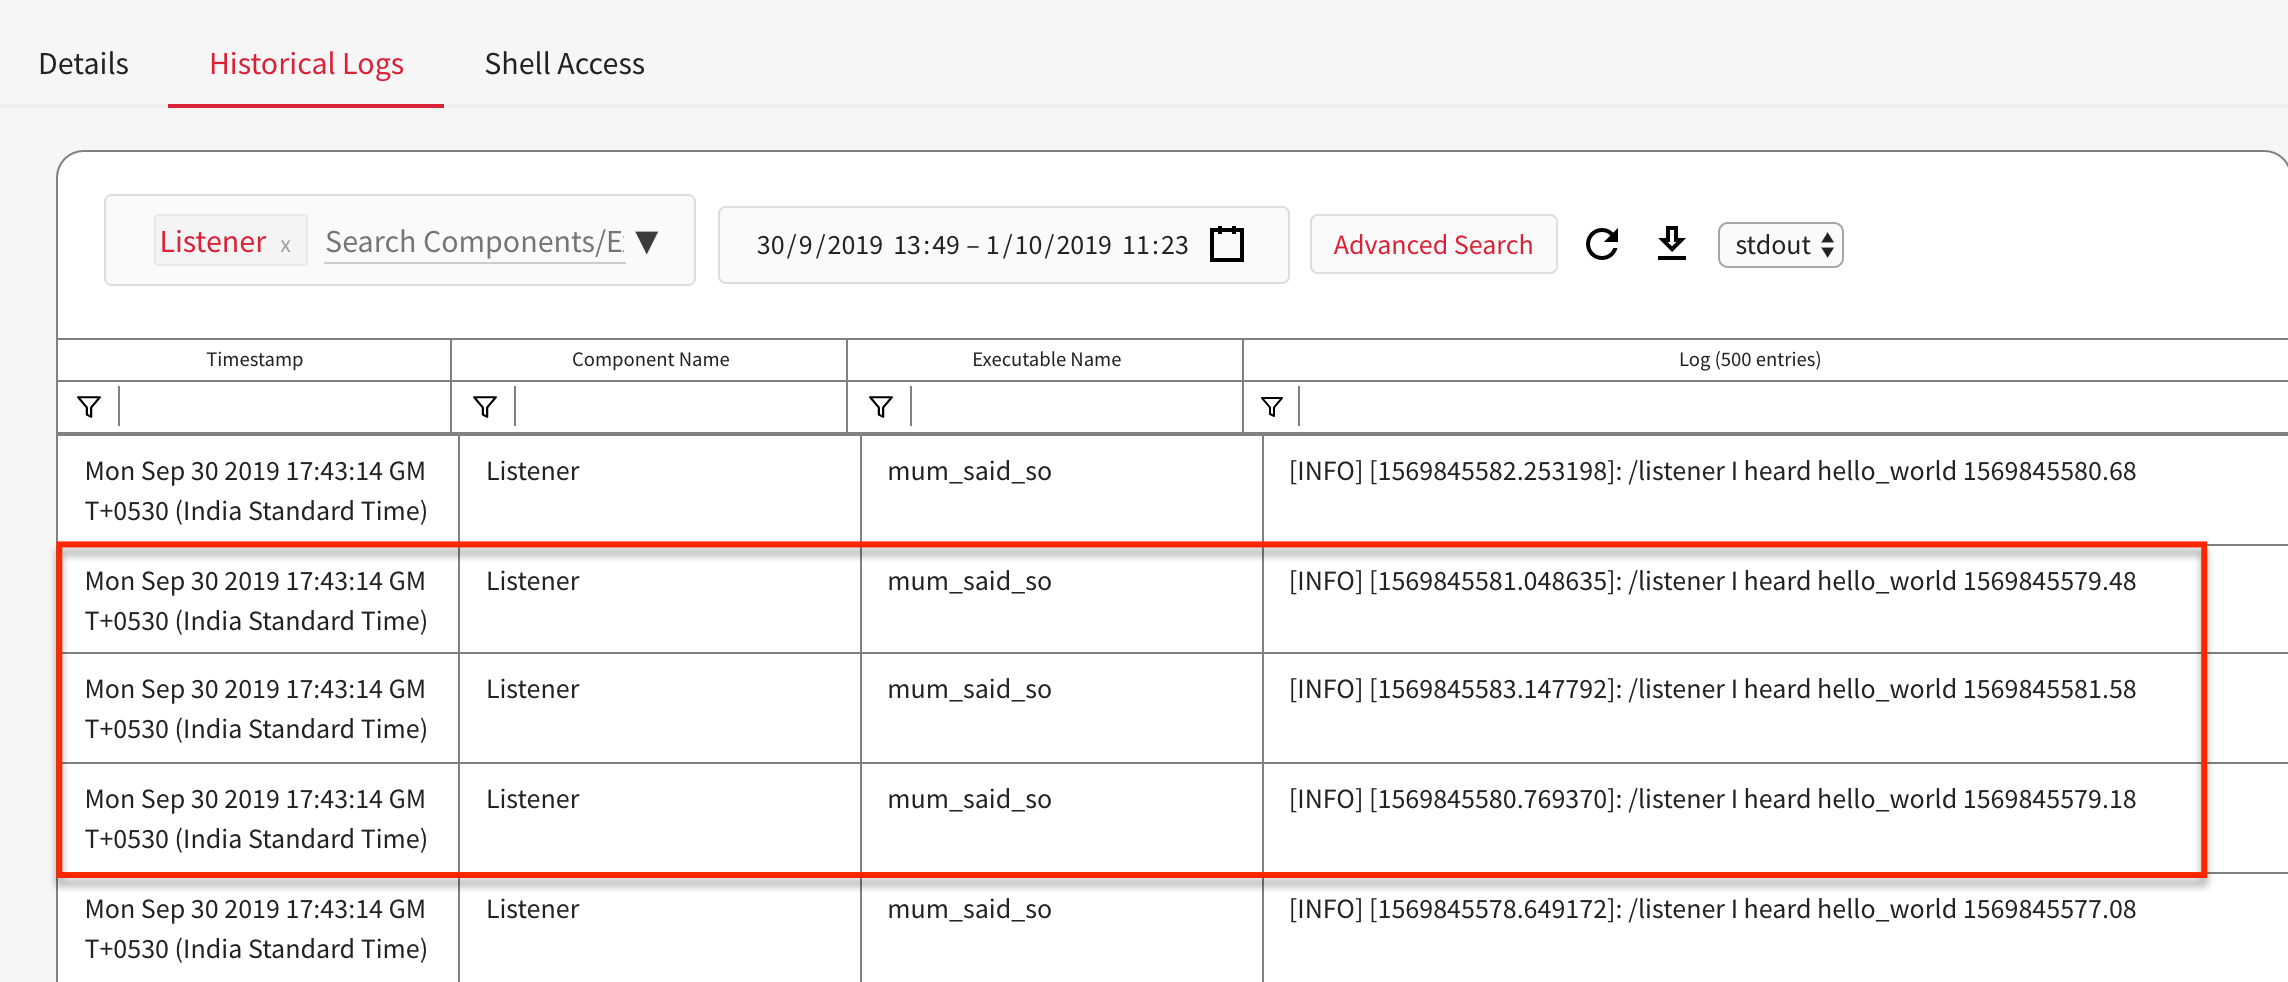 Details Historical Logs Shell Access
Listener x Search Components/E 30/9/2019 13:49 – 1/10/2019 11:23 Advanced Search stdout
Timestamp Component Name Executable Name Log (500 entries)
Mon Sep 30 2019 17:43:14 GM Listener mum_said_so [INFO] [1569845582.253198]: /listener I heard hello_world 1569845580.68
T+0530 (India Standard Time)
Mon Sep 30 2019 17:43:14 GM Listener mum_said_so [INFO] [1569845581.048635]: /listener I heard hello_world 1569845579.48
T+0530 (India Standard Time)
Mon Sep 30 2019 17:43:14 GM Listener mum_said_so [INFO] [1569845583.147792]: /listener I heard hello_world 1569845581.58
T+0530 (India Standard Time)
Mon Sep 30 2019 17:43:14 GM Listener mum_said_so [INFO] [1569845580.769370]: /listener I heard hello_world 1569845579.18
T+0530 (India Standard Time)
Mon Sep 30 2019 17:43:14 GM Listener mum_said_so [INFO] [1569845578.649172]: /listener I heard hello_world 1569845577.08
T+0530 (India Standard Time)